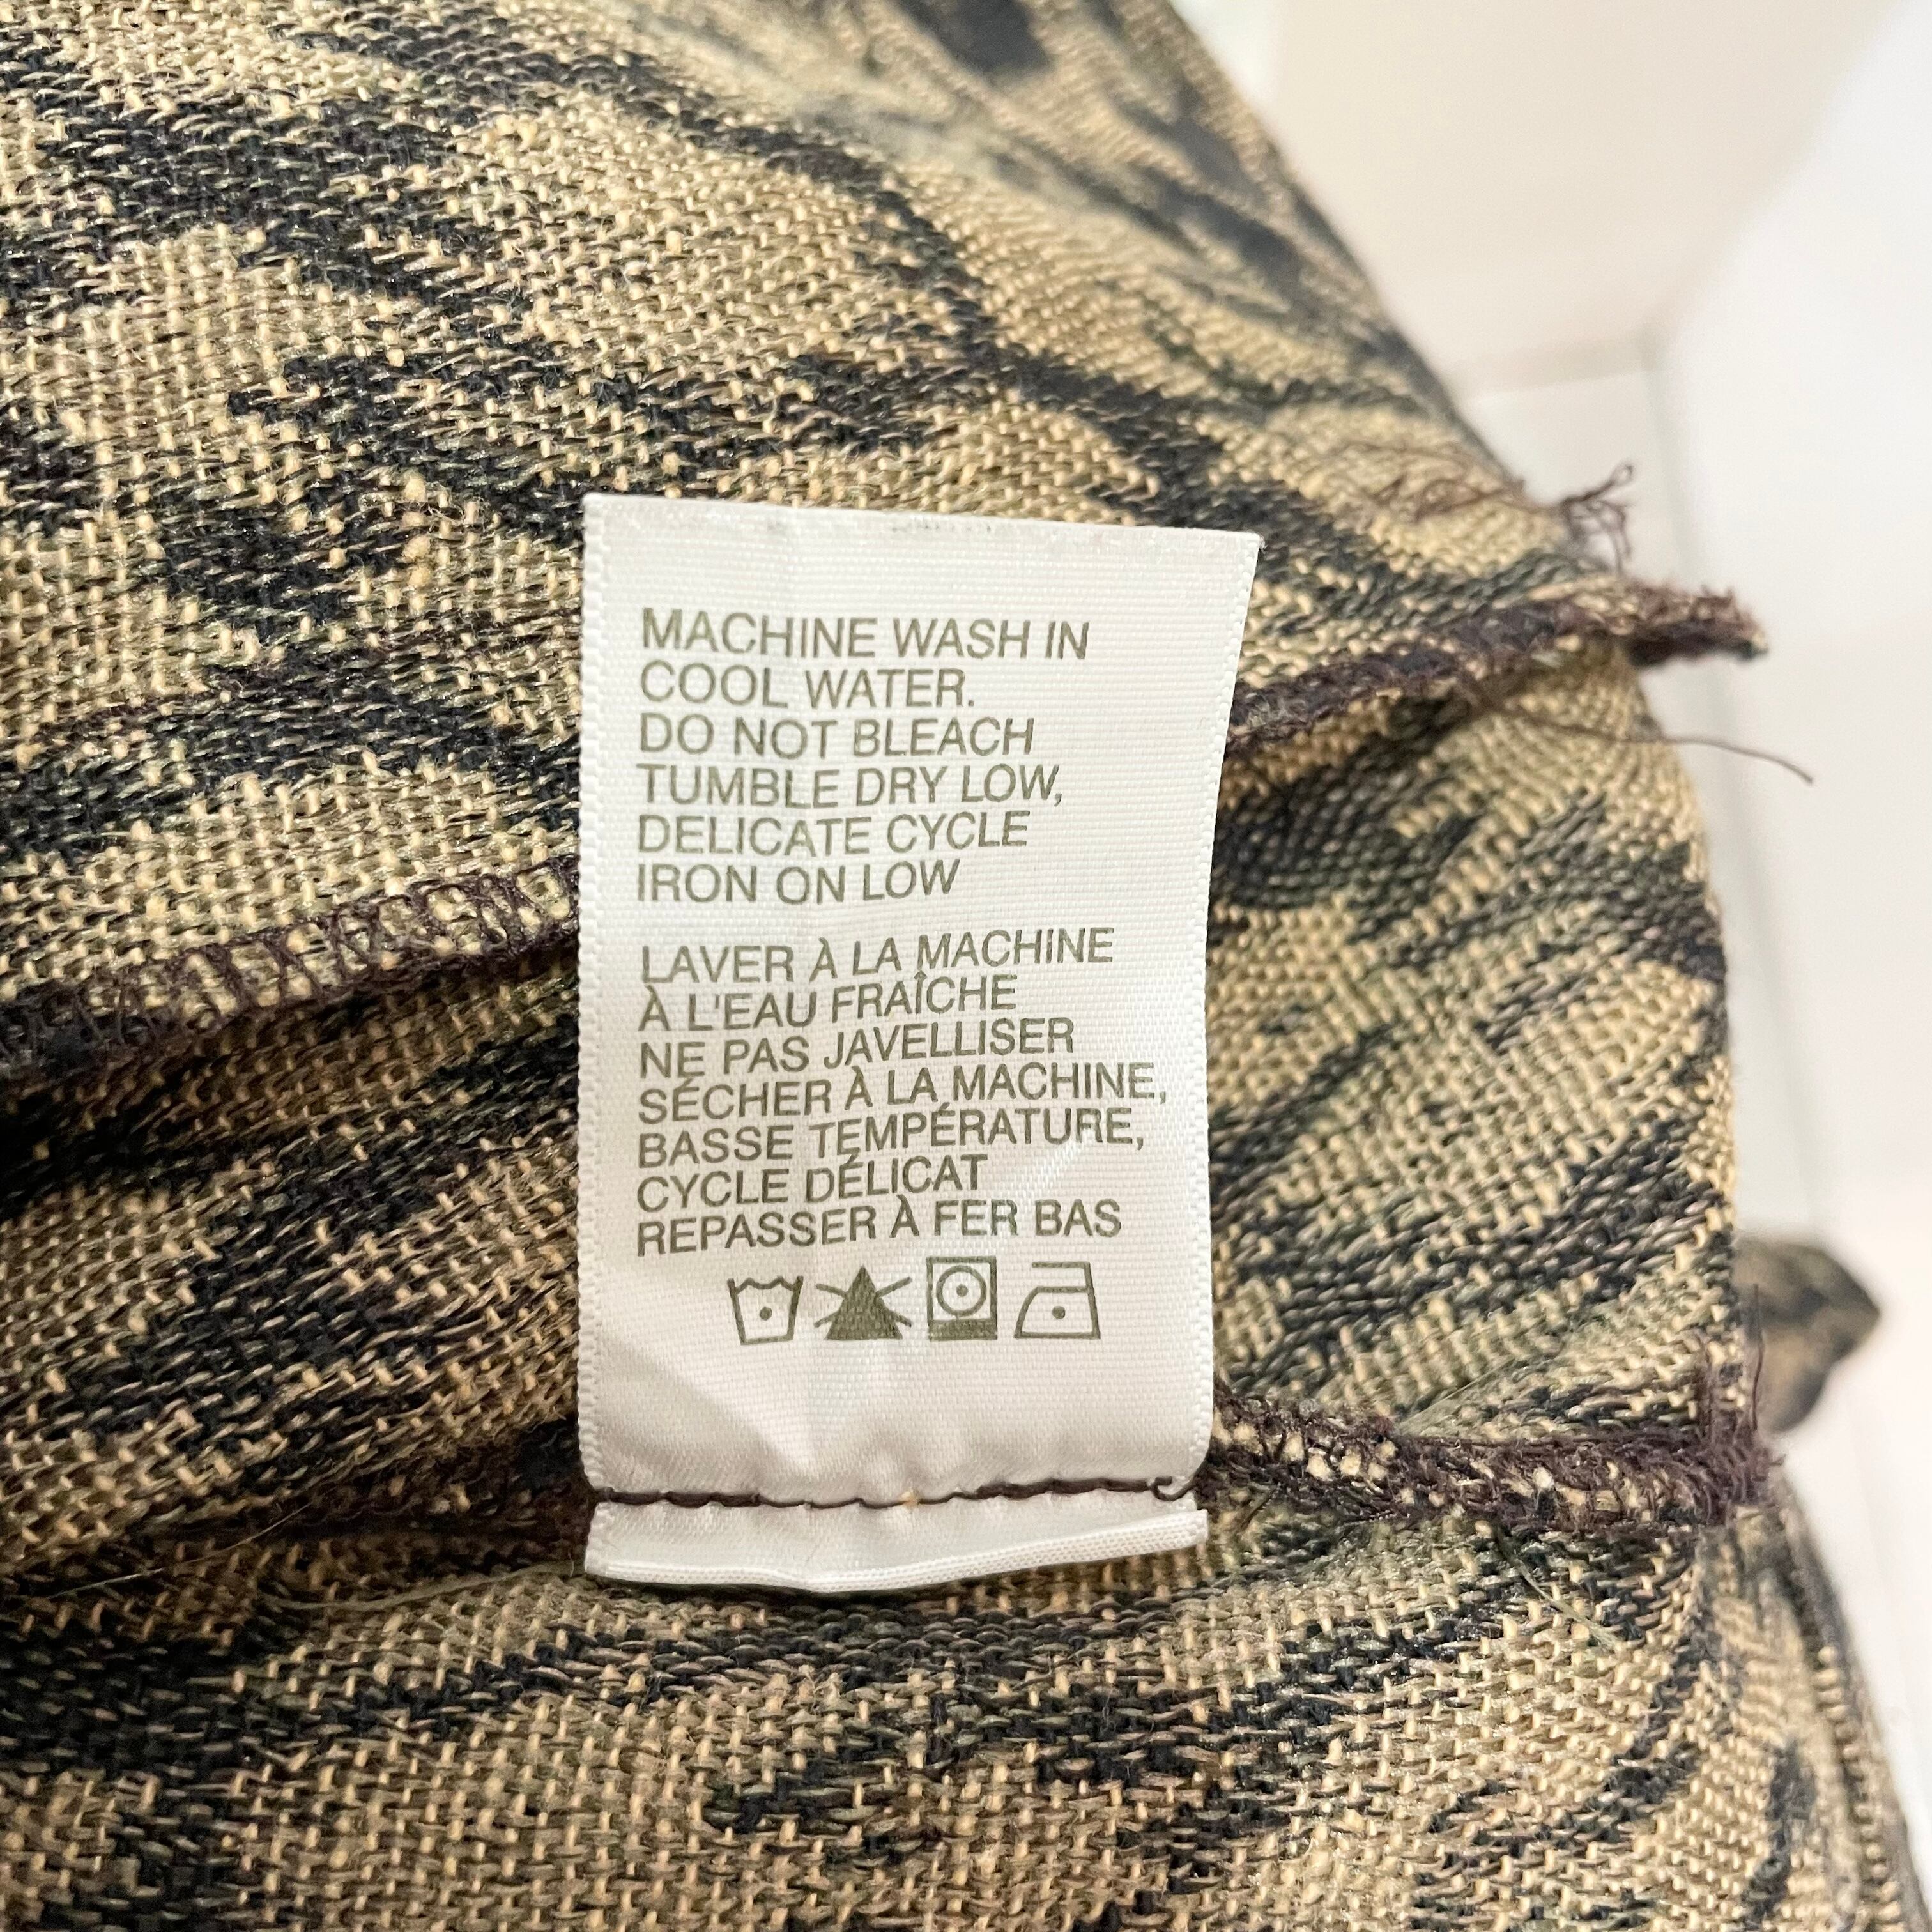 MACHINE WASH IN
COOL WATER.
DO NOT BLEACH
TUMBLE DRY LOW,
DELICATE CYCLE
IRON ON LOW
LAVER À LA MACHINE
À L'EAU FRAÎCHE
NE PAS JAVELLISER
SÉCHER À LA MACHINE,
BASSE TEMPÉRATURE,
CYCLE DÉLICAT
REPASSER À FER BAS